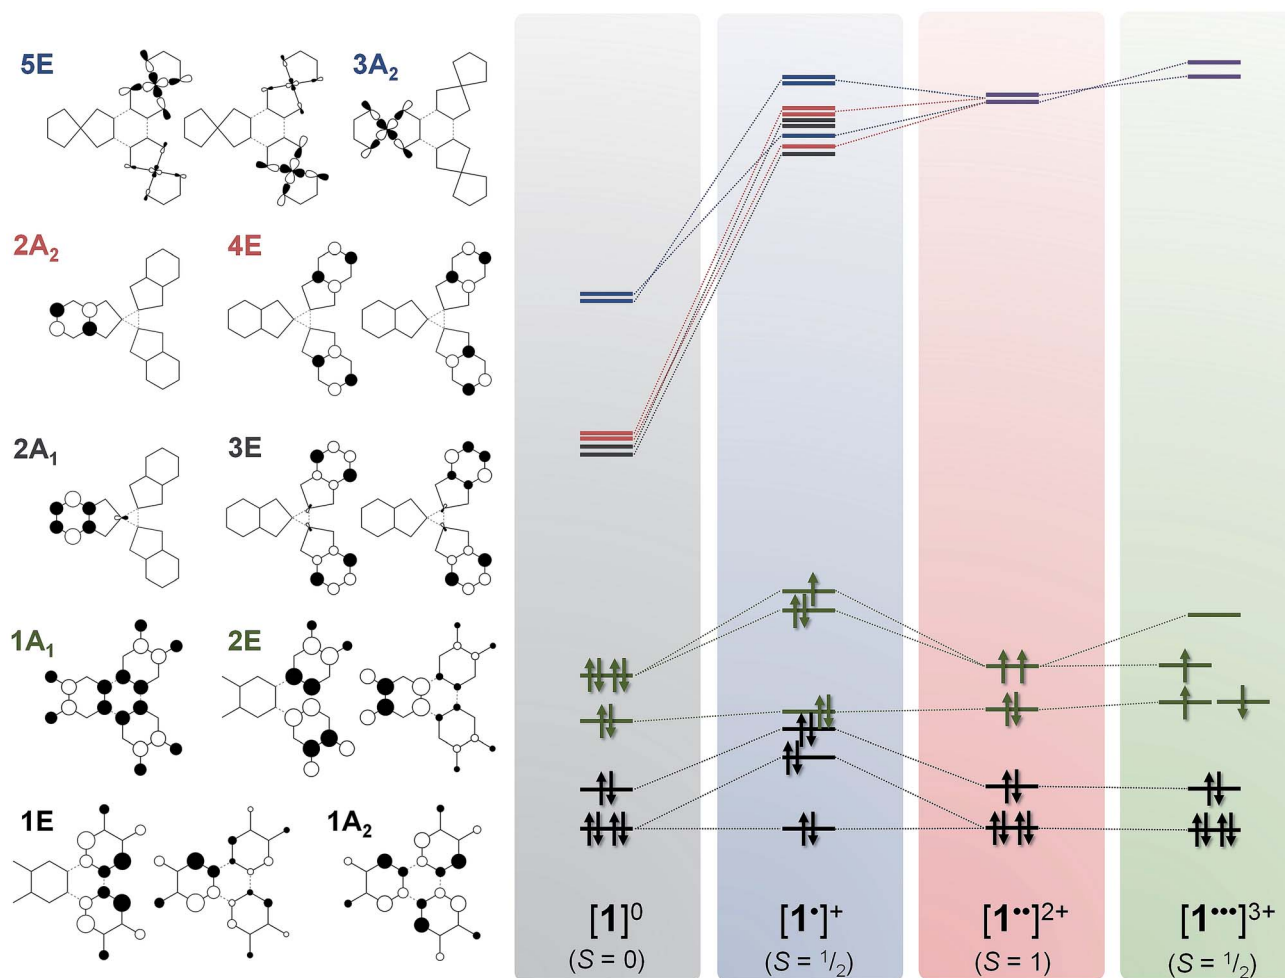 5E 3A₂
2A₂ 4E
2A₁ 3E
1A₁ 2E
1E 1A₂
[1]⁰ [1•]⁺ [1••]²⁺ [1•••]³⁺
(S = 0) (S = ¹/₂) (S = 1) (S = ¹/₂)